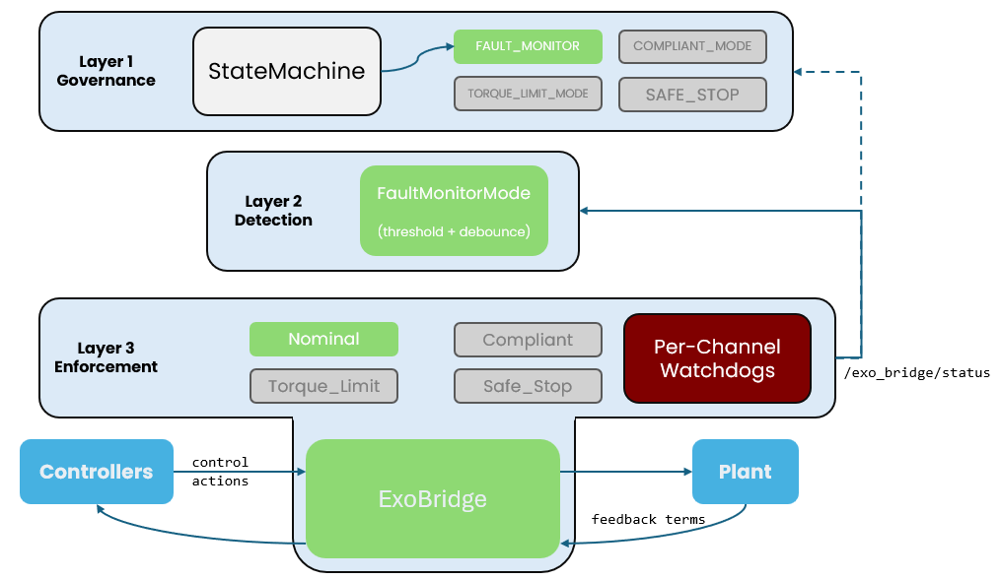 Layer 1
Governance
StateMachine
FAULT_MONITOR
COMPLIANT_MODE
TORQUE_LIMIT_MODE
SAFE_STOP
Layer 2
Detection
FaultMonitorMode
(threshold + debounce)
Layer 3
Enforcement
Nominal
Compliant
Torque_Limit
Safe_Stop
Per-Channel
Watchdogs
/exo_bridge/status
Controllers
control
actions
ExoBridge
Plant
feedback terms